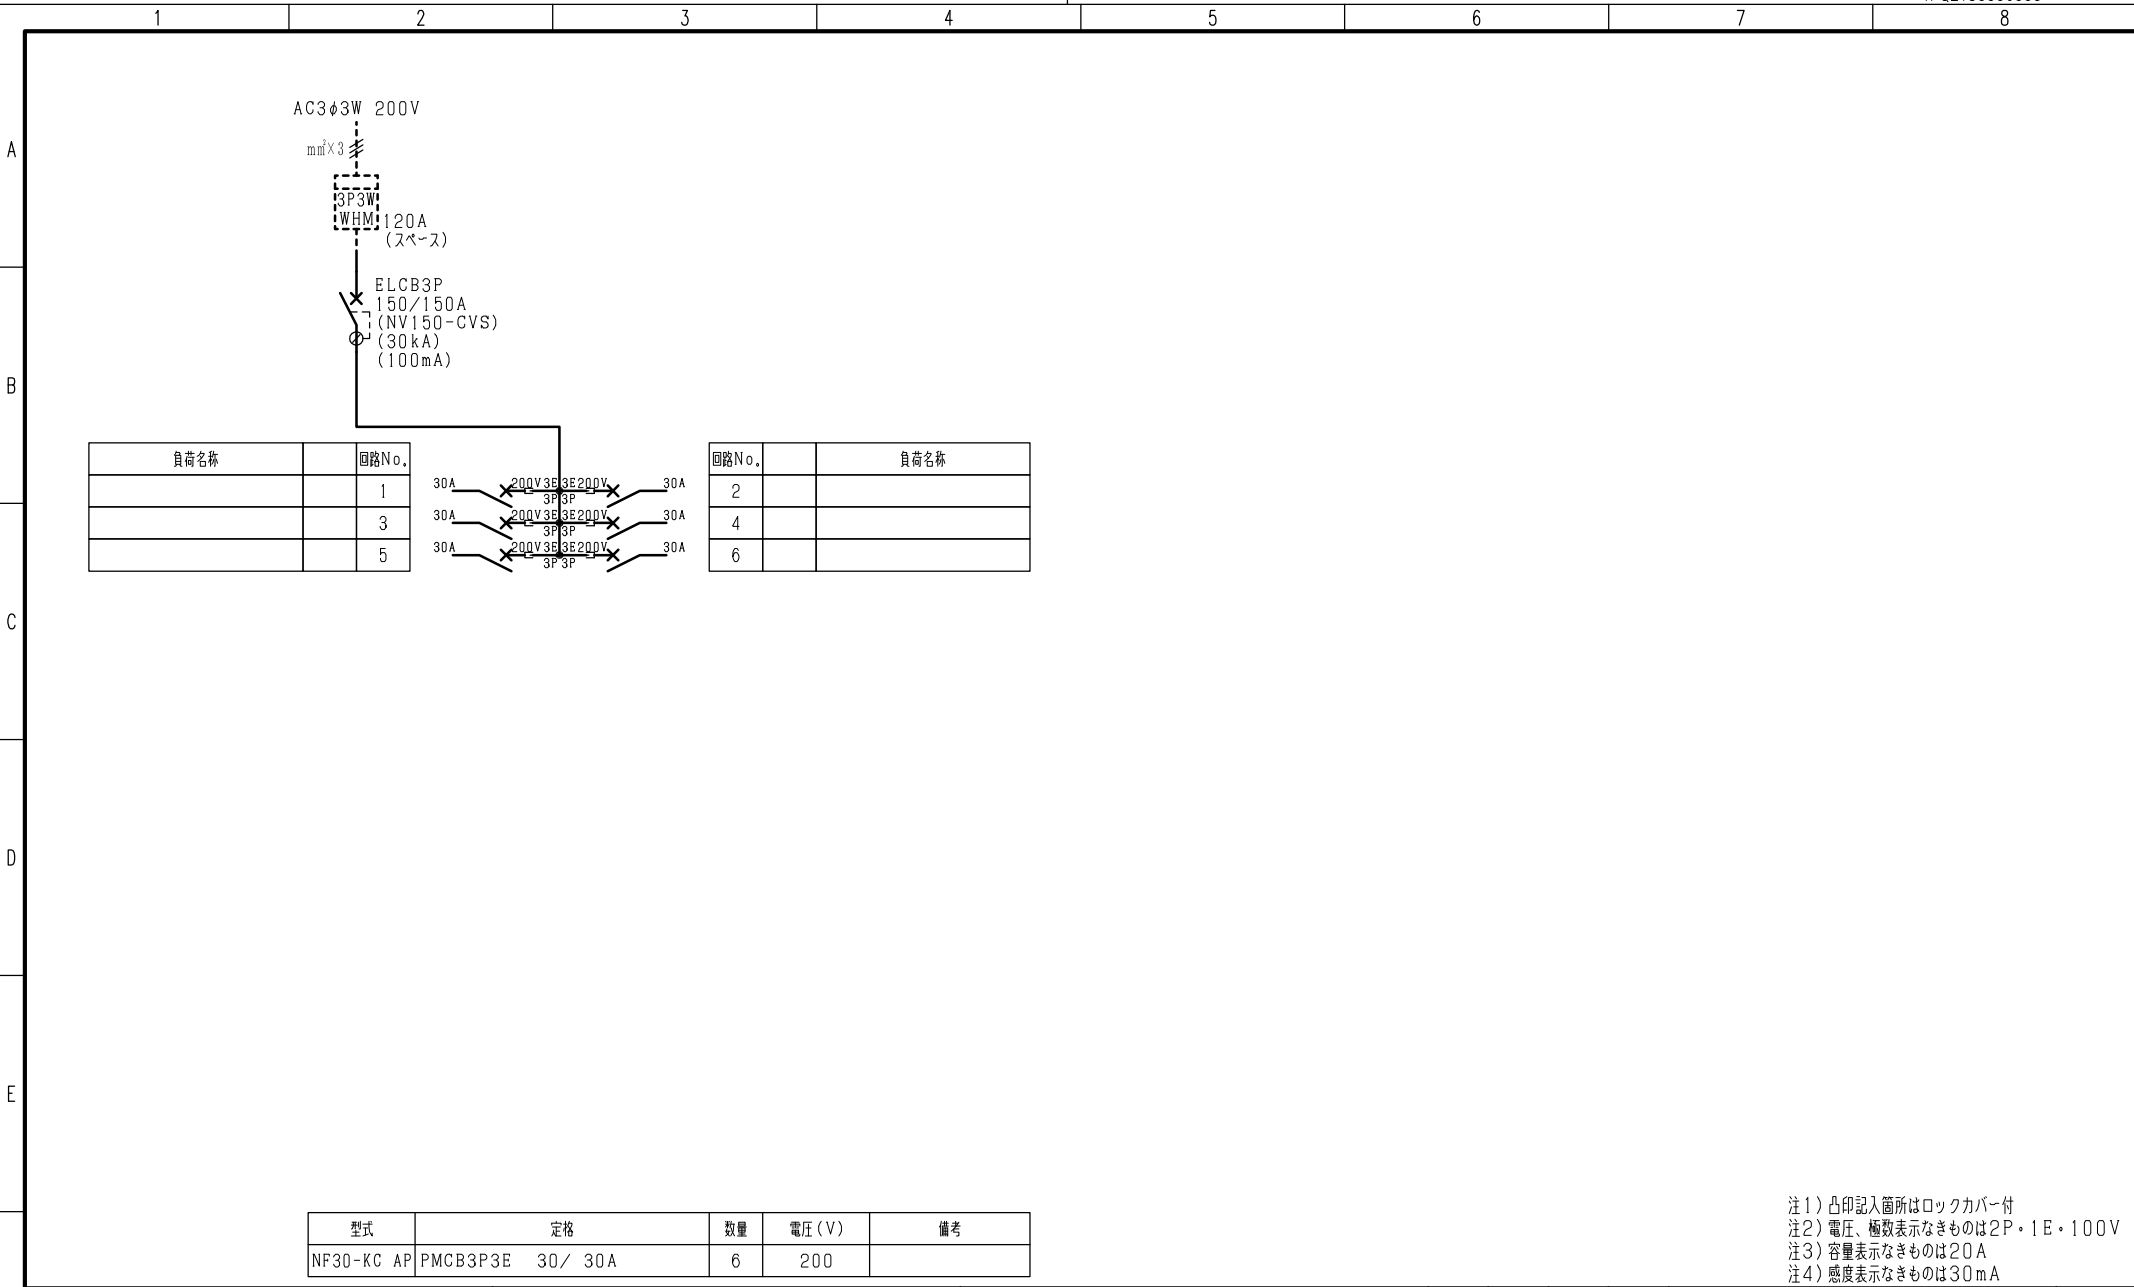 1 2 3 4 5 6 7 8
A
AC3φ3W 200V
mm²×3
3P3W
WHM
120A
(スペース)
B
ELCB3P
150/150A
(NV150-CVS)
(30kA)
(100mA)
負荷名称 回路No. 回路No. 負荷名称
1 30A 200V 3E 3E 200V 30A 2
3P 3P
3 30A 200V 3E 3E 200V 30A 4
3P 3P
5 30A 200V 3E 3E 200V 30A 6
3P 3P
C
D
E
型式 定格 数量 電圧(V) 備考
NF30-KC AP PMCB3P3E 30/ 30A 6 200
注1)凸印記入箇所はロックカバー付
注2)電圧、極数表示なきものは2P・1E・100V
注3)容量表示なきものは20A
注4)感度表示なきものは30mA